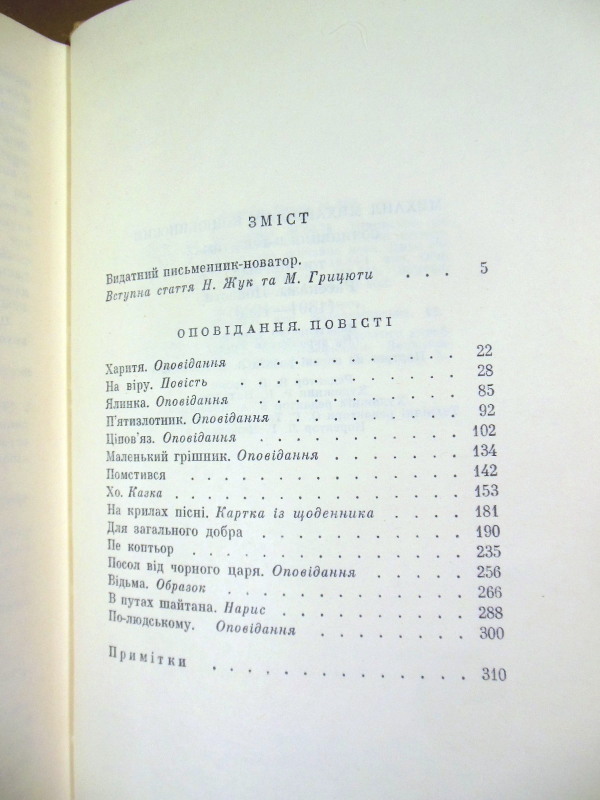 ЗМІСТ
Видатний письменник-новатор.
Вступна стаття Н. Жук та М. Грицюти . . . 5
ОПОВІДАННЯ. ПОВІСТІ
Харитя. Оповідання . . . . . . . . . 22
На віру. Повість . . . . . . . . . . 28
Ялинка. Оповідання . . . . . . . . . 85
П'ятизлотник. Оповідання . . . . . . . . 92
Ціпов'яз. Оповідання . . . . . . . . . 102
Маленький грішник. Оповідання . . . . . . 134
Помстився . . . . . . . . . . . 142
Хо. Казка . . . . . . . . . . . . 153
На крилах пісні. Картка із щоденника . . . . 181
Для загального добра . . . . . . . . . 190
Пе коптьор . . . . . . . . . . . 235
Посол від чорного царя. Оповідання . . . . . 256
Відьма. Образок . . . . . . . . . . 266
В путах шайтана. Нарис . . . . . . . . 288
По-людському. Оповідання . . . . . . . 300
Примітки . . . . . . . . . . . 310